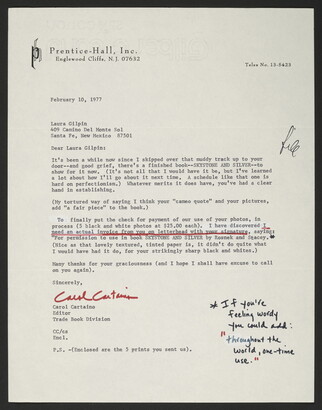 Prentice-Hall, Inc.
Englewood Cliffs, N.J. 07632
Telex No. 13-5423
February 10, 1977
Laura Gilpin
409 Camino Del Monte Sol
Santa Fe, New Mexico 87501
Dear Laura Gilpin:
File
It's been a while now since I shipped over that muddy track up to your
door--and good grief, there's a finished book--SKYSTONE AND SILVER--to
show for it now. (It's not all that I would have it be, but I've learned
a lot about how I'll go about it next time. A schedule like that one is
hard on perfectionism.) Whatever merits it does have, you've had a clear
hand in establishing.
(My tortured way of saying I think your "cameo quote" and your pictures,
add "a fair piece" to the book.)
To finally put the check for payment of our use of your photos, in
process (5 black and white photos at $25.00 each). I have discovered I
need an actual invoice from you on letterhead with your signature, saying:
"For permission to use in book SKYSTONE AND SILVER by Rosnek and Stacey."*
(Nice as that lovely textured, tinted paper is, it didn't do quite what
I would have had it do, for your strikingly sharp black and whites.)
Many thanks for your graciousness (and I hope I shall have excuse to call
on you again).
Sincerely,
Carol Cartaino
Carol Cartaino
Editor
Trade Book Division
CC/es
Encl.
P.S. -(Enclosed are the 3 prints you sent us).
* If you're
feeling wordy
you could add:
"throughout the
world, one-time
use."